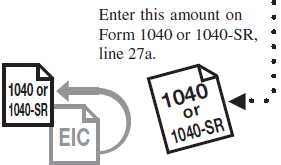 Enter this amount on
Form 1040 or 1040-SR,
line 27a.
1040 or
1040-SR
EIC
1040
or
1040-SR